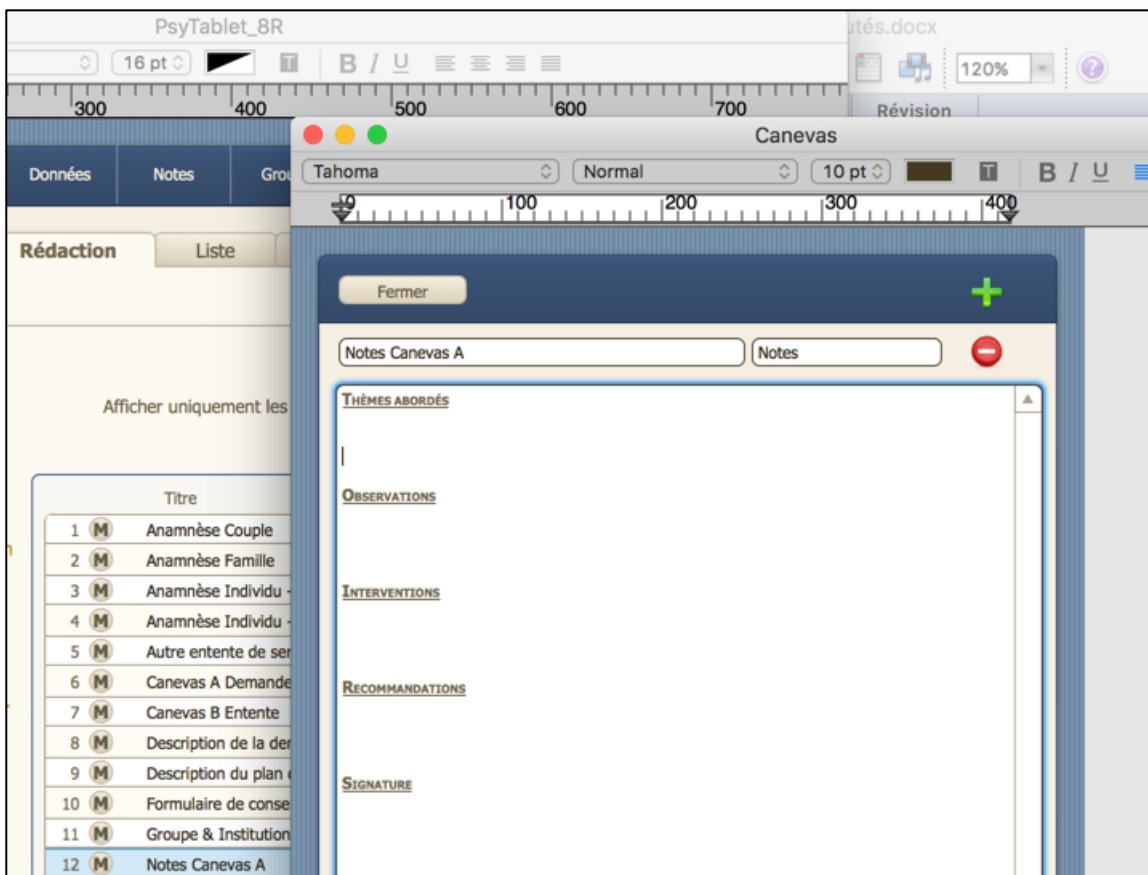 PsyTablet_8R
utés.docx
16 pt
T
B I U
120%
?
300 400 500 600 700
Révision
Canevas
Données
Notes
Tahoma
Normal
10 pt
T
B I U
0 100 200 300 400
Rédaction
Liste
Fermer
Notes Canevas A
Notes
Afficher uniquement les
Thèmes abordés
Observations
Interventions
Recommandations
Signature
Titre
1 M Anamnèse Couple
2 M Anamnèse Famille
3 M Anamnèse Individu -
4 M Anamnèse Individu -
5 M Autre entente de ser
6 M Canevas A Demande
7 M Canevas B Entente
8 M Description de la der
9 M Description du plan
10 M Formulaire de conse
11 M Groupe & Institution
12 M Notes Canevas A